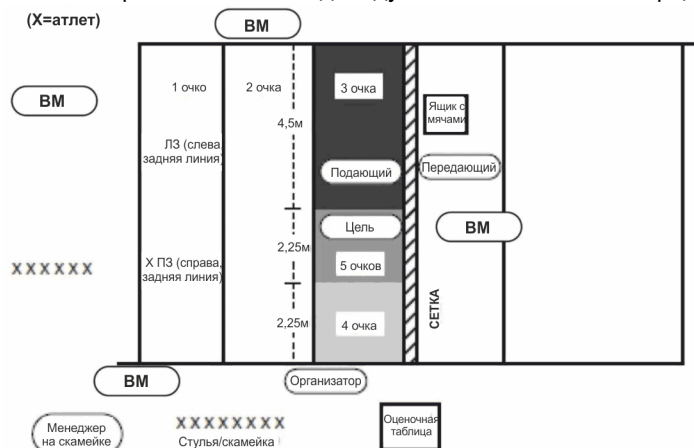 (X=атлет)
ВМ
ВМ
1 очко
2 очка
3 очка
4,5м
Ящик с
мячами
ЛЗ (слева,
задняя линия)
Подающий
Передающий
Цель
ВМ
2,25м
5 очков
Х ПЗ (справа,
задняя линия)
X X X X X X
2,25м
4 очка
СЕТКА
ВМ
Организатор
Менеджер
на скамейке
X X X X X X X X
Стулья/скамейка
Оценочная
таблица